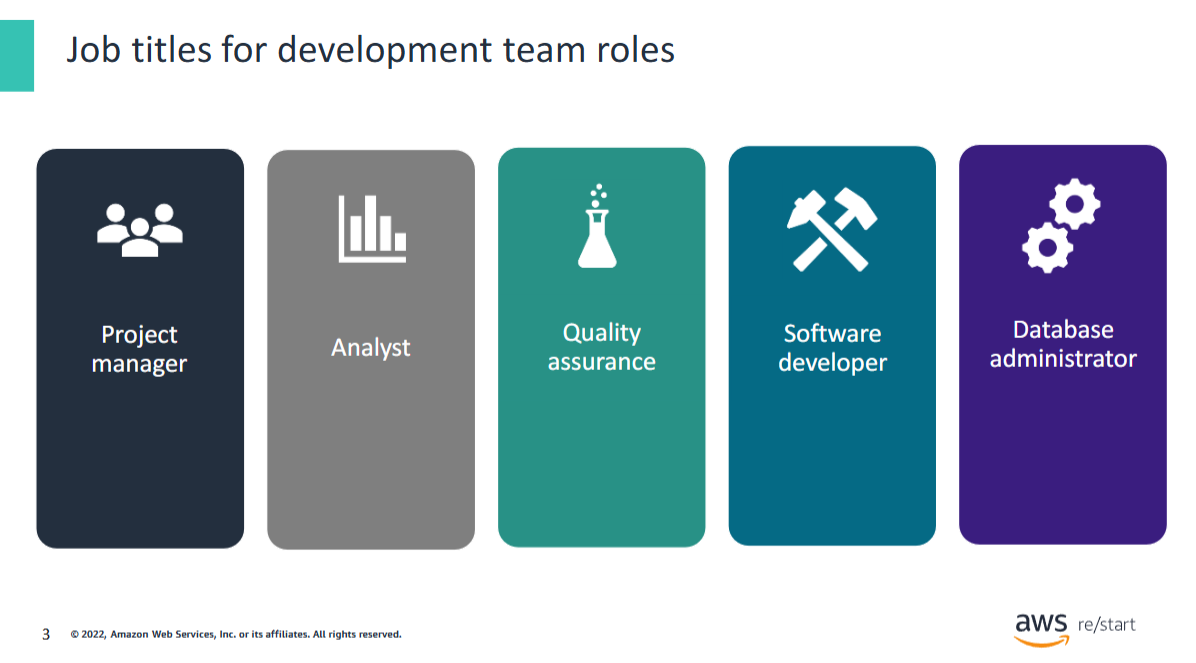 Job titles for development team roles
Project
manager
Analyst
Quality
assurance
Software
developer
Database
administrator
3 © 2022, Amazon Web Services, Inc. or its affiliates. All rights reserved.
aws re/start